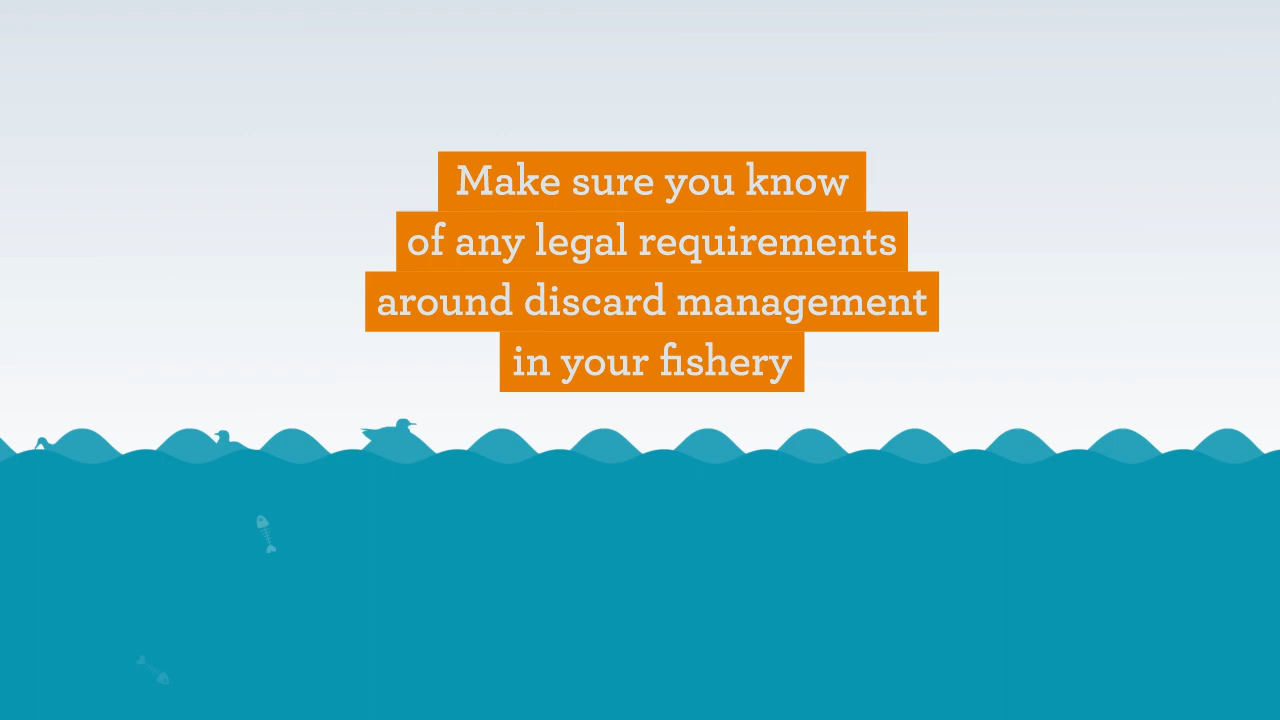 Make sure you know
of any legal requirements
around discard management
in your fishery